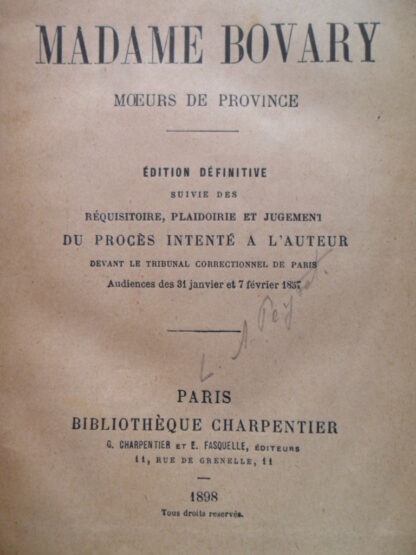 MADAME BOVARY
MŒURS DE PROVINCE
ÉDITION DÉFINITIVE
SUIVIE DES
RÉQUISITOIRE, PLAIDOIRIE ET JUGEMENT
DU PROCÈS INTENTÉ A L'AUTEUR
DEVANT LE TRIBUNAL CORRECTIONNEL DE PARIS
Audiences des 31 janvier et 7 février 1857
L. A.
PARIS
BIBLIOTHÈQUE CHARPENTIER
G. CHARPENTIER ET E. FASQUELLE, ÉDITEURS
11, RUE DE GRENELLE, 11
1898
Tous droits reservés.